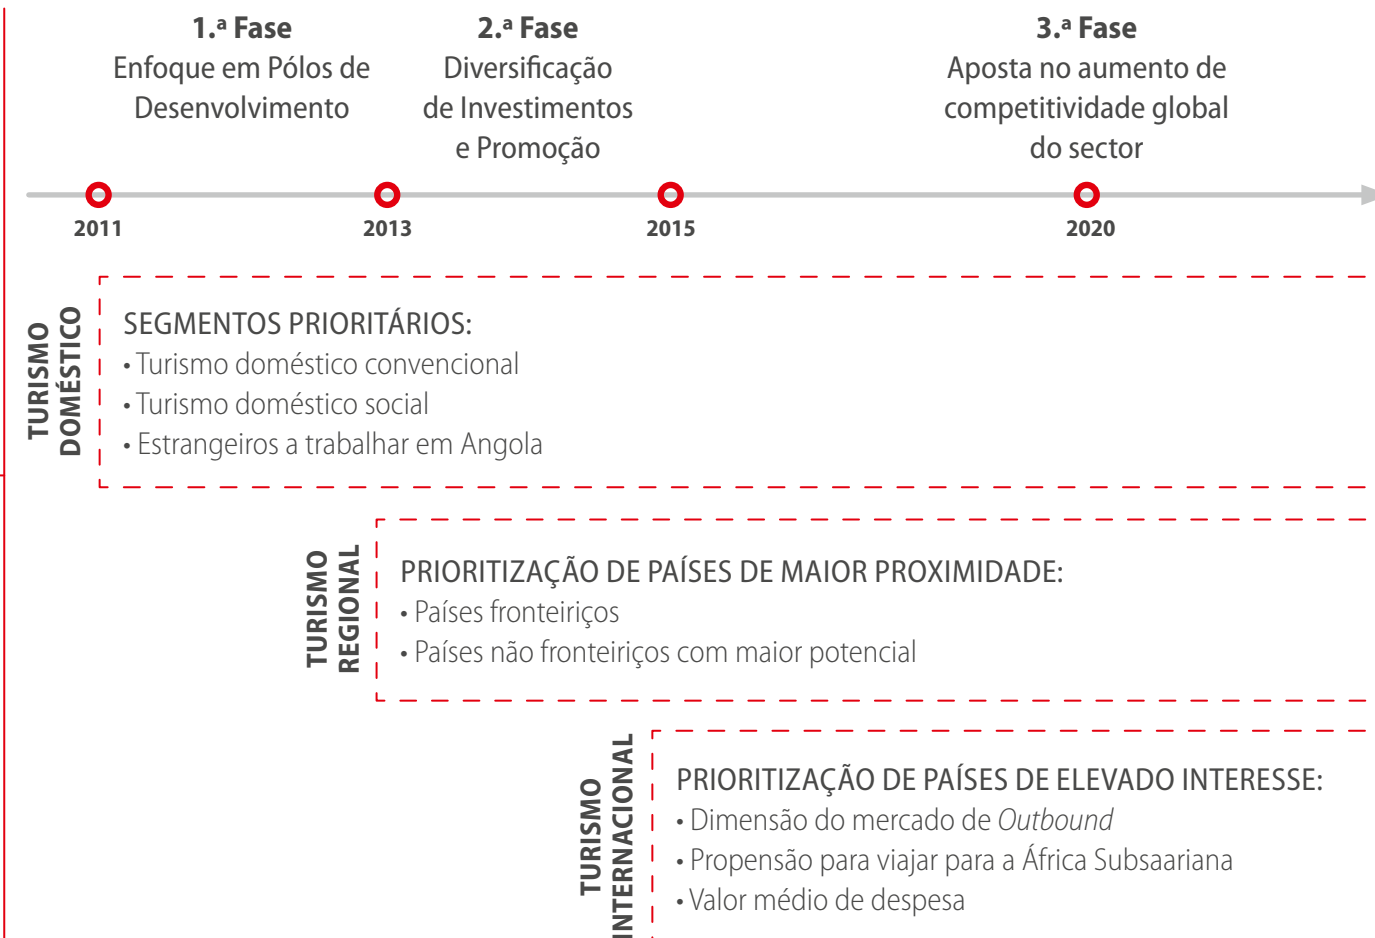 1.ª Fase
Enfoque em Pólos de
Desenvolvimento
2.ª Fase
Diversificação
de Investimentos
e Promoção
3.ª Fase
Aposta no aumento de
competitividade global
do sector
2011
2013
2015
2020
TURISMO
DOMÉSTICO
SEGMENTOS PRIORITÁRIOS:
• Turismo doméstico convencional
• Turismo doméstico social
• Estrangeiros a trabalhar em Angola
TURISMO
REGIONAL
PRIORITIZAÇÃO DE PAÍSES DE MAIOR PROXIMIDADE:
• Países fronteiriços
• Países não fronteiriços com maior potencial
TURISMO
INTERNACIONAL
PRIORITIZAÇÃO DE PAÍSES DE ELEVADO INTERESSE:
• Dimensão do mercado de Outbound
• Propensão para viajar para a África Subsaariana
• Valor médio de despesa